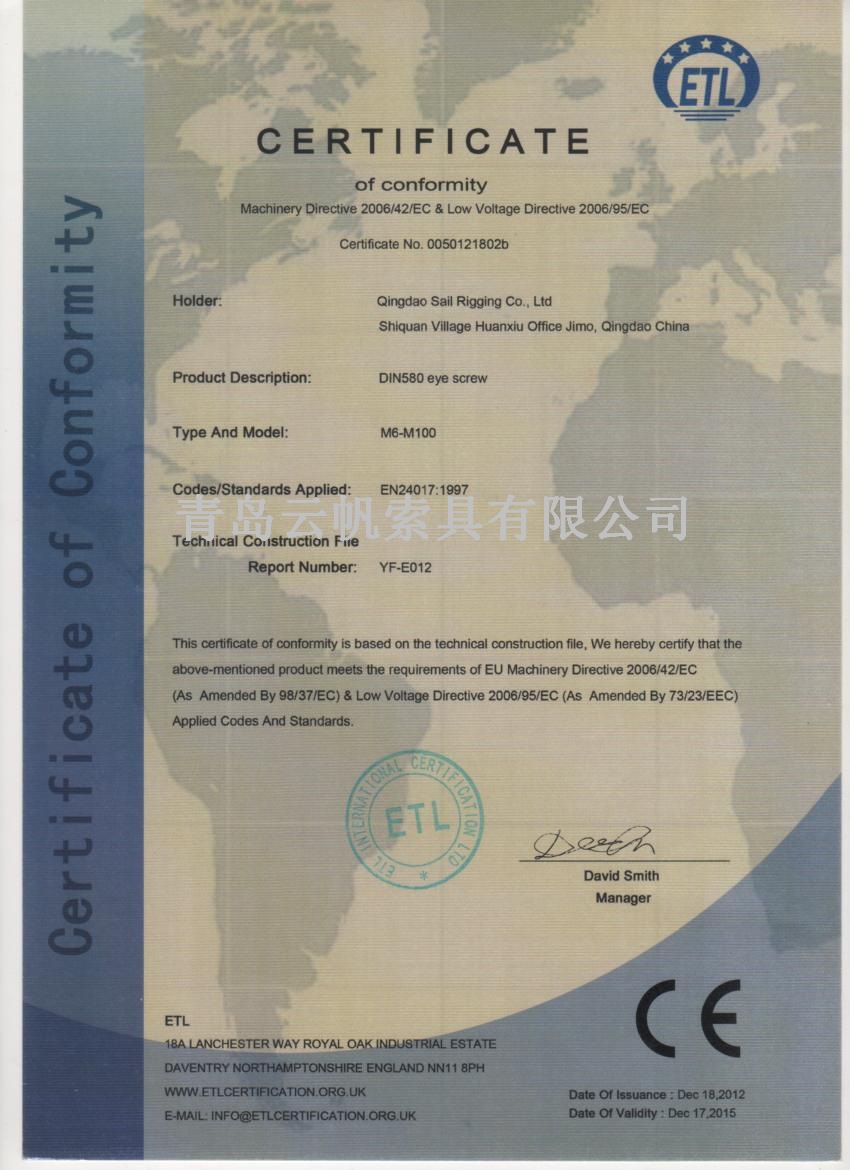 ETL
CERTIFICATE
of conformity
Machinery Directive 2006/42/EC & Low Voltage Directive 2006/95/EC
Certificate No. 0050121802b
Certificate of Conformity
Holder: Qingdao Sail Rigging Co., Ltd
Shiquan Village Huanxiu Office Jimo, Qingdao China
Product Description: DIN580 eye screw
Type And Model: M6-M100
Codes/Standards Applied: EN24017:1997
青岛云帆索具有限公司
Technical Construction File
Report Number: YF-E012
This certificate of conformity is based on the technical construction file, We hereby certify that the
above-mentioned product meets the requirements of EU Machinery Directive 2006/42/EC
(As Amended By 98/37/EC) & Low Voltage Directive 2006/95/EC (As Amended By 73/23/EEC)
Applied Codes And Standards.
ETL INTERNATIONAL CERTIFICATION LTD
ETL
David Smith
Manager
CE
ETL
18A LANCHESTER WAY ROYAL OAK INDUSTRIAL ESTATE
DAVENTRY NORTHAMPTONSHIRE ENGLAND NN11 8PH
WWW.ETLCERTIFICATION.ORG.UK
E-MAIL: INFO@ETLCERTIFICATION.ORG.UK
Date Of Issuance : Dec 18,2012
Date Of Validity : Dec 17,2015